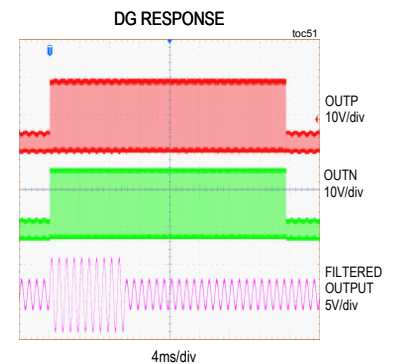 DG RESPONSE
toc51
OUTP
10V/div
OUTN
10V/div
FILTERED
OUTPUT
5V/div
4ms/div